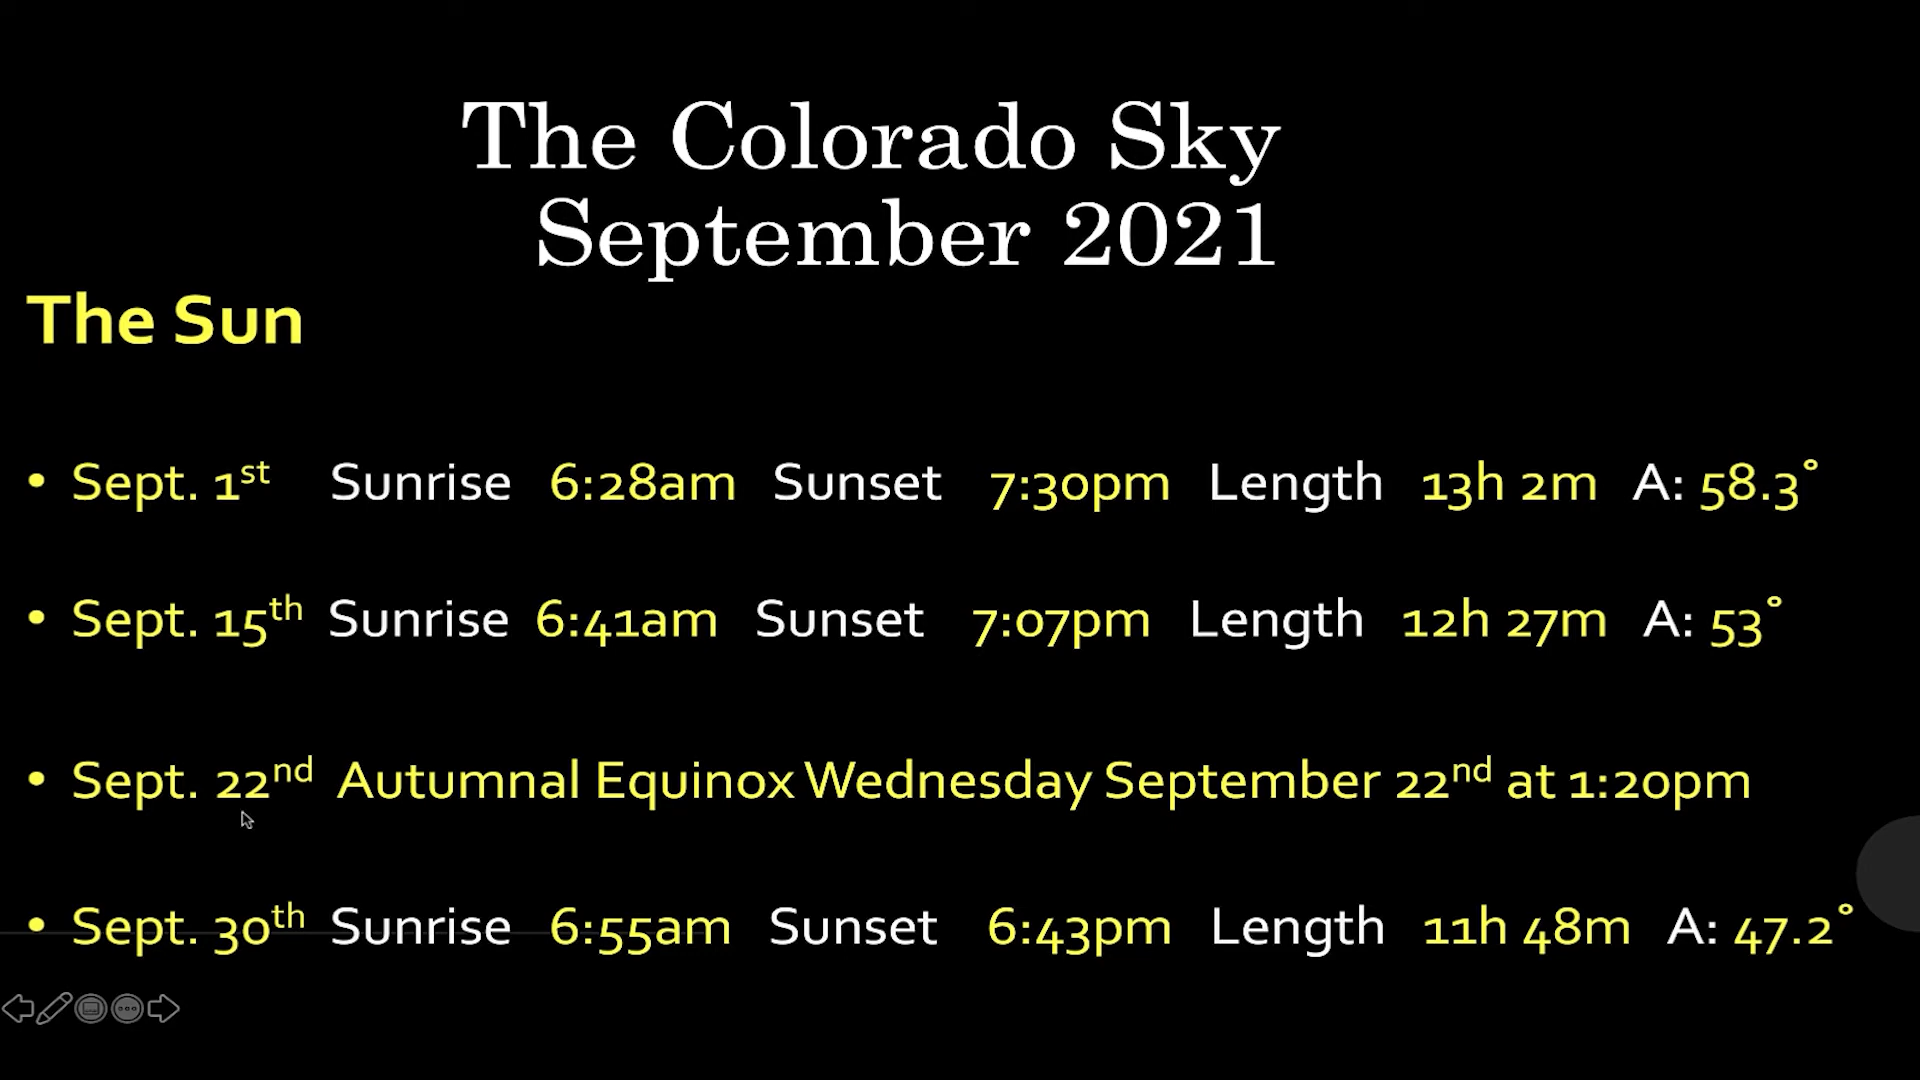 The Colorado Sky
September 2021
The Sun
• Sept. 1st Sunrise 6:28am Sunset 7:30pm Length 13h 2m A: 58.3°
• Sept. 15th Sunrise 6:41am Sunset 7:07pm Length 12h 27m A: 53°
• Sept. 22nd Autumnal Equinox Wednesday September 22nd at 1:20pm
• Sept. 30th Sunrise 6:55am Sunset 6:43pm Length 11h 48m A: 47.2°